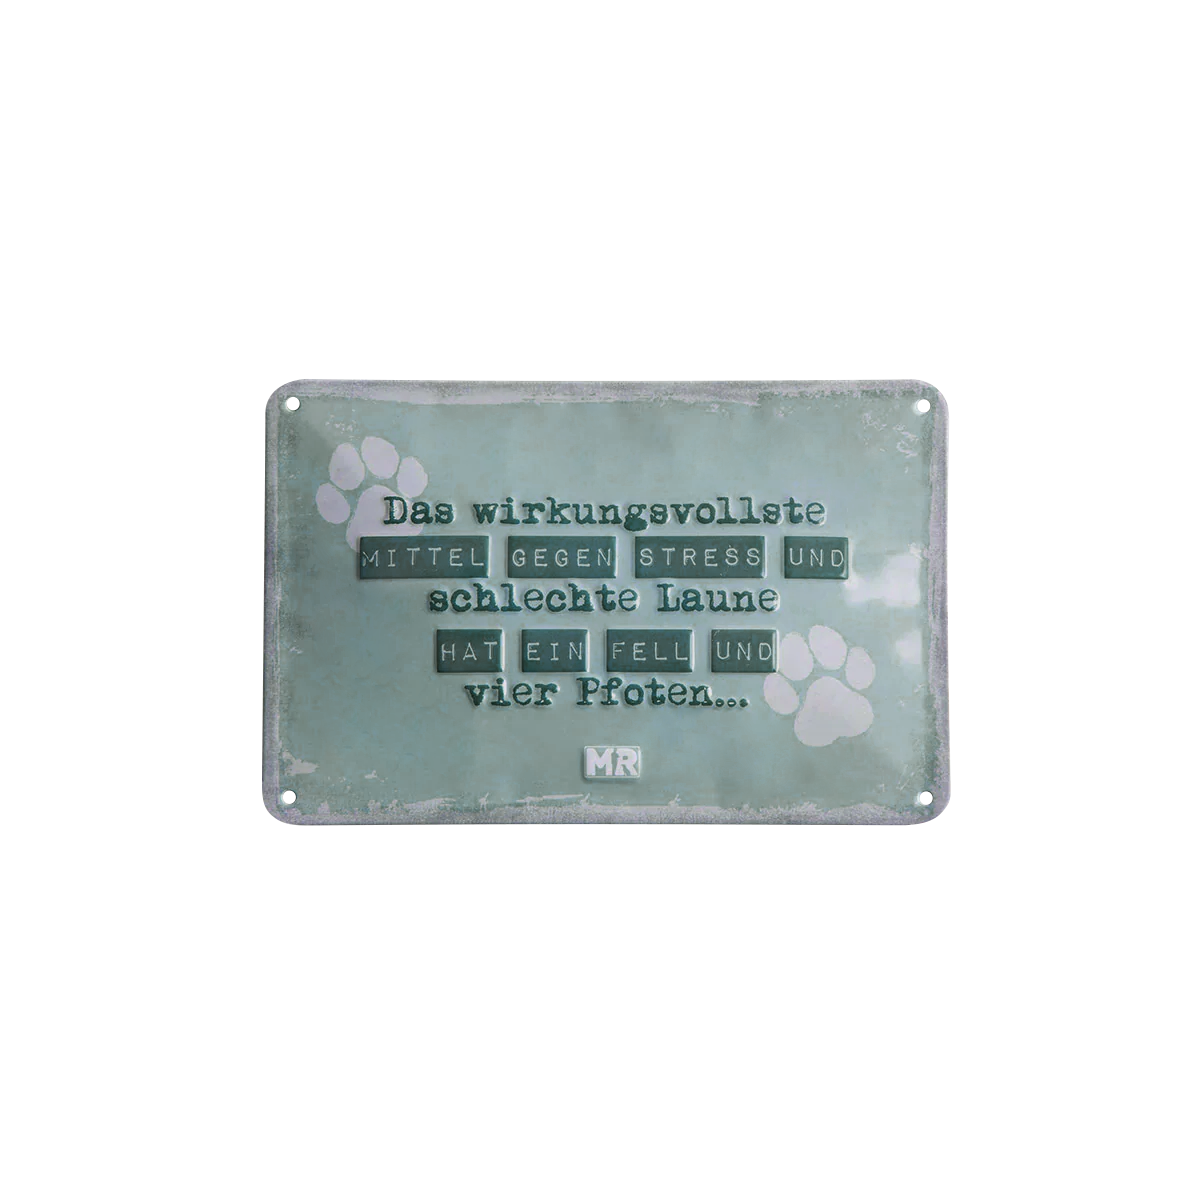 Das wirkungsvollste
MITTEL GEGEN STRESS UND
schlechte Laune
HAT EIN FELL UND
vier Pfoten...
MR